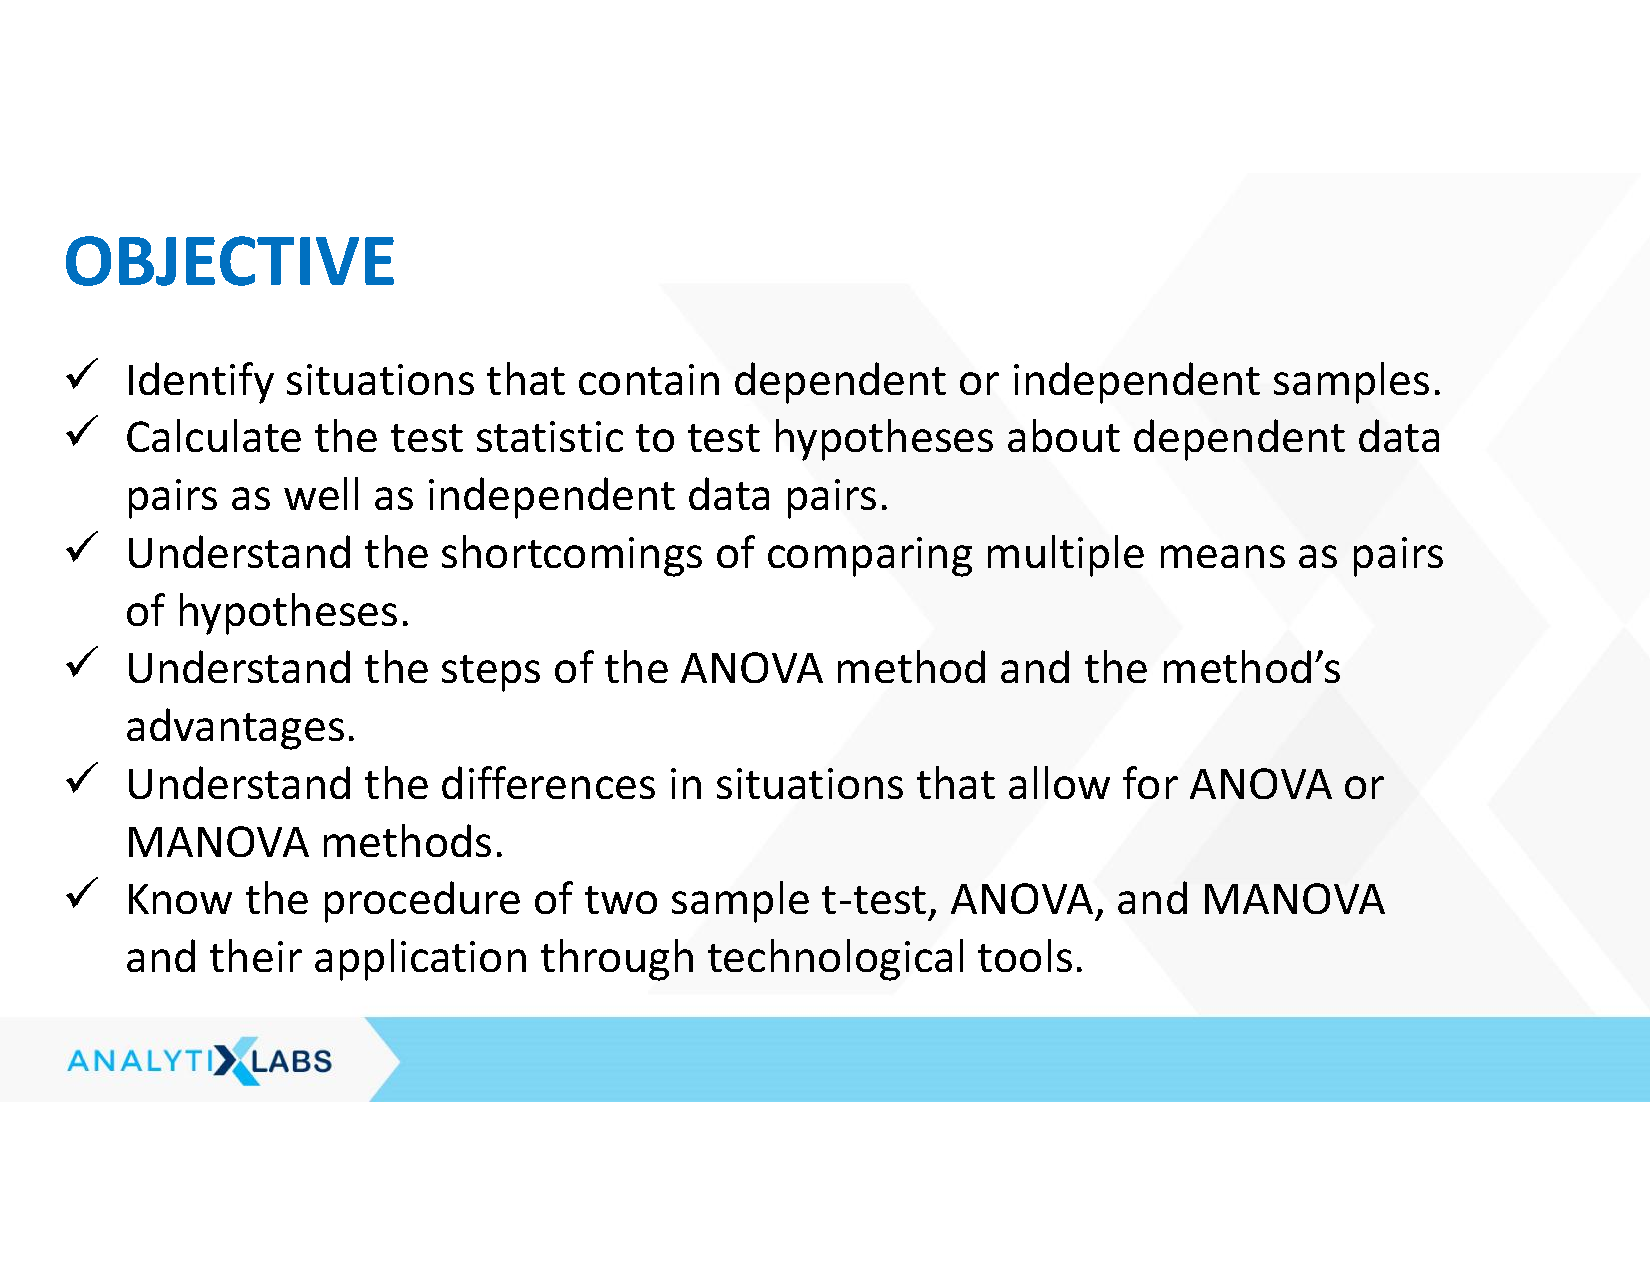 OBJECTIVE
✓ Identify situations that contain dependent or independent samples.
✓ Calculate the test statistic to test hypotheses about dependent data
pairs as well as independent data pairs.
✓ Understand the shortcomings of comparing multiple means as pairs
of hypotheses.
✓ Understand the steps of the ANOVA method and the method’s
advantages.
✓ Understand the differences in situations that allow for ANOVA or
MANOVA methods.
✓ Know the procedure of two sample t-test, ANOVA, and MANOVA
and their application through technological tools.
ANALYTIXLABS